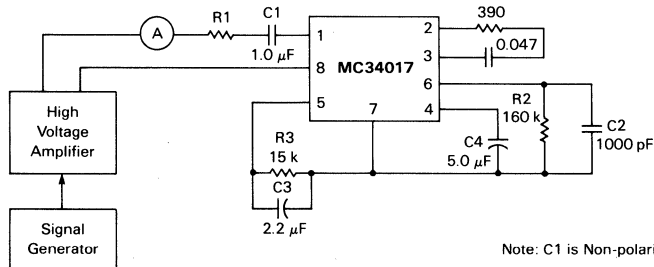 A
R1
C1
1.0 μF
1
8
5
7
MC34017
2
3
6
4
390
0.047
R2
160 k
C2
1000 pF
C4
5.0 μF
R3
15 k
C3
2.2 μF
High
Voltage
Amplifier
Signal
Generator
Note: C1 is Non-polari